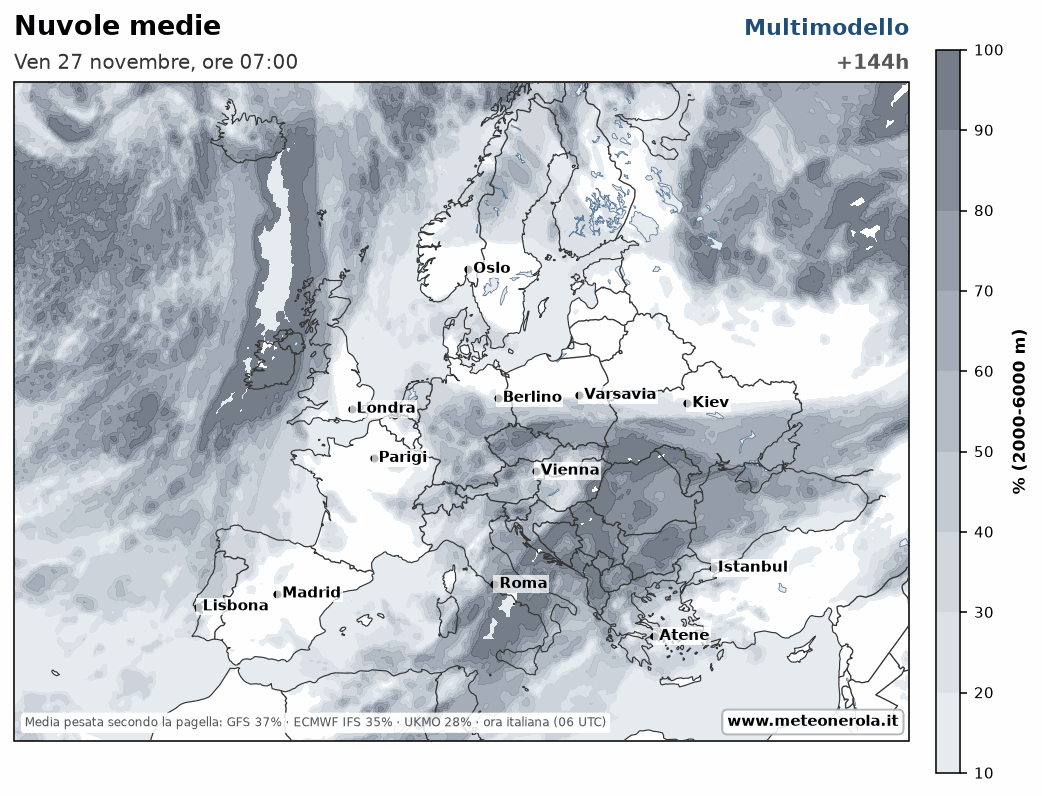 Nuvole medie
Multimodello
Ven 27 novembre, ore 07:00
+144h
100
90
80
70
60
50
40
30
20
10
% (2000-6000 m)
Oslo
Londra
Berlino
Varsavia
Kiev
Parigi
Vienna
Istanbul
Roma
Madrid
Lisbona
Atene
Media pesata secondo la pagella: GFS 37% · ECMWF IFS 35% · UKMO 28% · ora italiana (06 UTC)
www.meteonerola.it